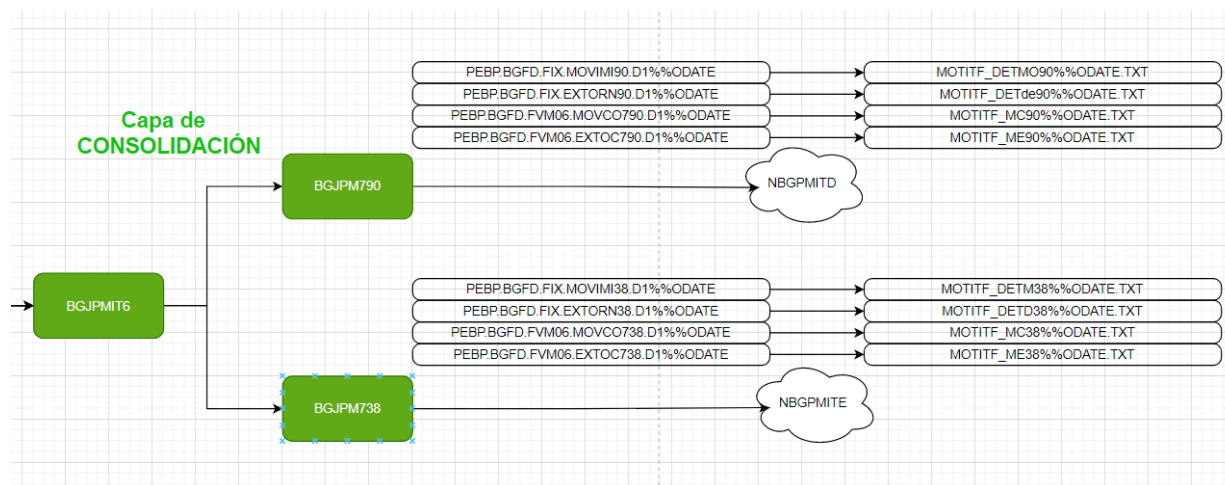 PEBP.BGFD.FIX.MOVIMI90.D1%%ODATE
MOTITF_DETMO90%%ODATE.TXT
PEBP.BGFD.FIX.EXTORN90.D1%%ODATE
MOTITF_DETde90%%ODATE.TXT
PEBP.BGFD.FVM06.MOVCO790.D1%%ODATE
MOTITF_MC90%%ODATE.TXT
PEBP.BGFD.FVM06.EXTOC790.D1%%ODATE
MOTITF_ME90%%ODATE.TXT
Capa de
CONSOLIDACIÓN
BGJPM790
NBGPMITD
BGJPMIT6
PEBP.BGFD.FIX.MOVIMI38.D1%%ODATE
MOTITF_DETM38%%ODATE.TXT
PEBP.BGFD.FIX.EXTORN38.D1%%ODATE
MOTITF_DETD38%%ODATE.TXT
PEBP.BGFD.FVM06.MOVCO738.D1%%ODATE
MOTITF_MC38%%ODATE.TXT
PEBP.BGFD.FVM06.EXTOC738.D1%%ODATE
MOTITF_ME38%%ODATE.TXT
BGJPM738
NBGPMITE